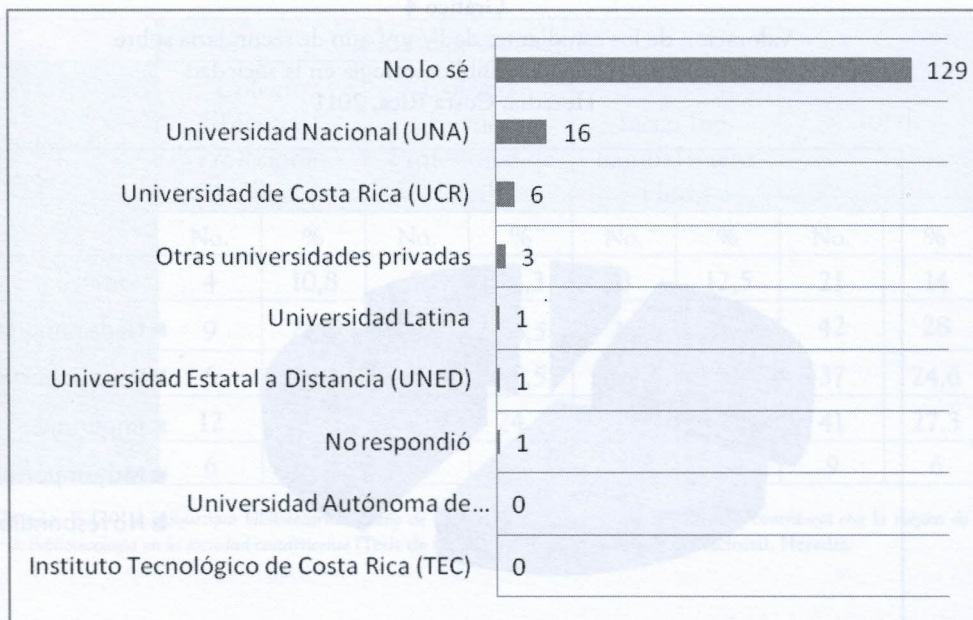 No lo sé 129
Universidad Nacional (UNA) 16
Universidad de Costa Rica (UCR) 6
Otras universidades privadas 3
Universidad Latina 1
Universidad Estatal a Distancia (UNED) 1
No respondió 1
Universidad Autónoma de... 0
Instituto Tecnológico de Costa Rica (TEC) 0